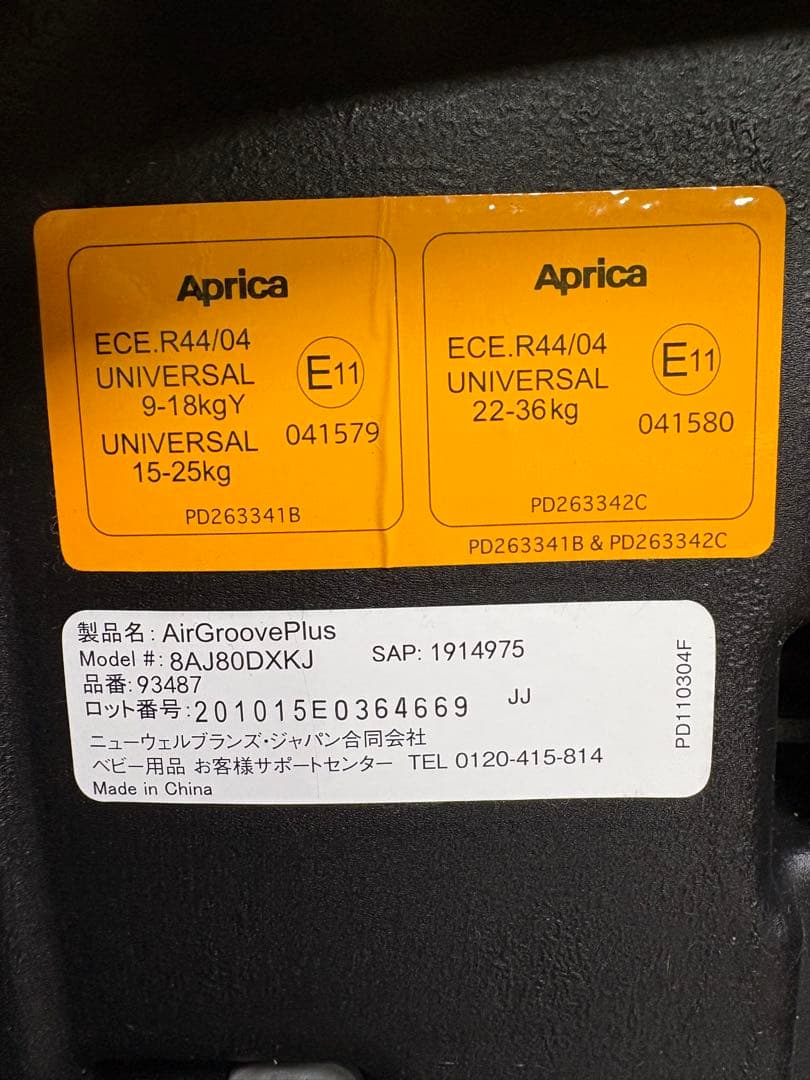 Aprica
ECE.R44/04
UNIVERSAL
9-18kgY
UNIVERSAL
15-25kg
E11
041579
PD263341B
Aprica
ECE.R44/04
UNIVERSAL
22-36kg
E11
041580
PD263342C
PD263341B & PD263342C
製品名: AirGroovePlus
Model #: 8AJ80DXKJ SAP: 1914975
品番: 93487
ロット番号: 201015E0364669 JJ
ニューウェルブランズ・ジャパン合同会社
ベビー用品 お客様サポートセンター TEL 0120-415-814
Made in China
PD110304F